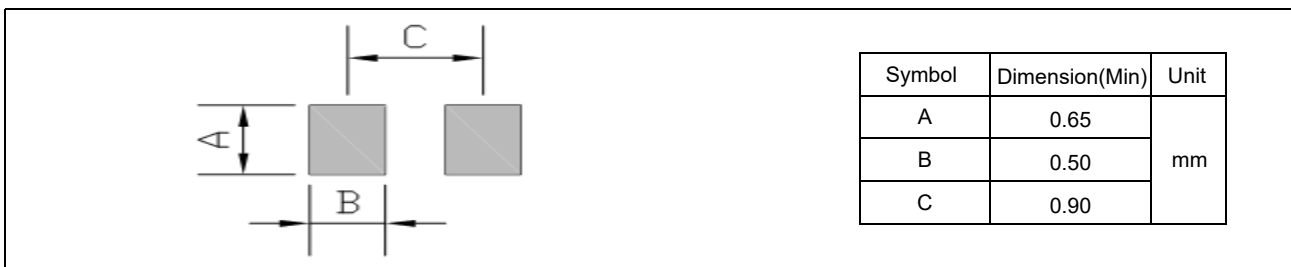 C
A
B
Symbol Dimension(Min) Unit
A 0.65
B 0.50 mm
C 0.90